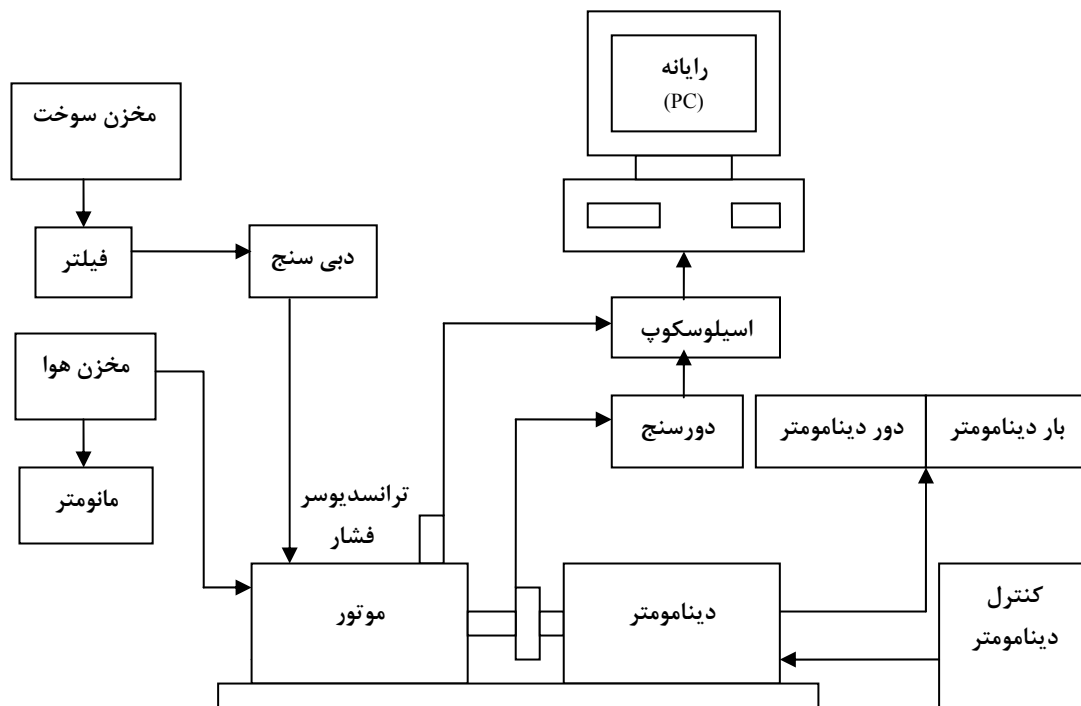 رایانه
(PC)
مخزن سوخت
فیلتر
دبی سنج
مخزن هوا
مانومتر
اسیلوسکوپ
دورسنج
دور دینامومتر
بار دینامومتر
ترانسدیوسر
فشار
موتور
دینامومتر
کنترل
دینامومتر